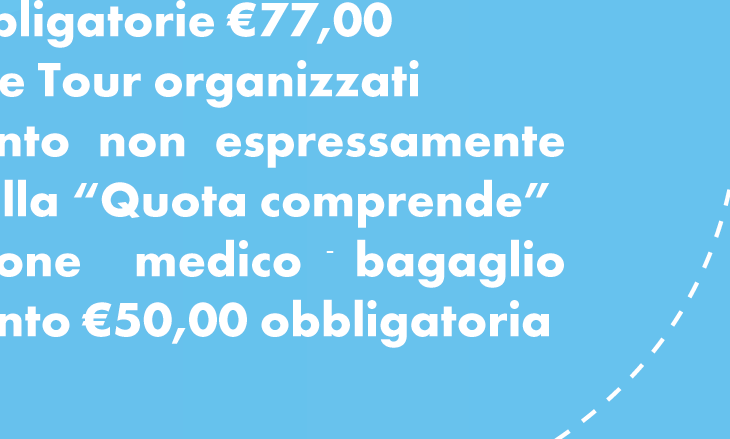 bligatorie €77,00
e Tour organizzati
nto non espressamente
lla “Quota comprende”
one medico - bagaglio
nto €50,00 obbligatoria